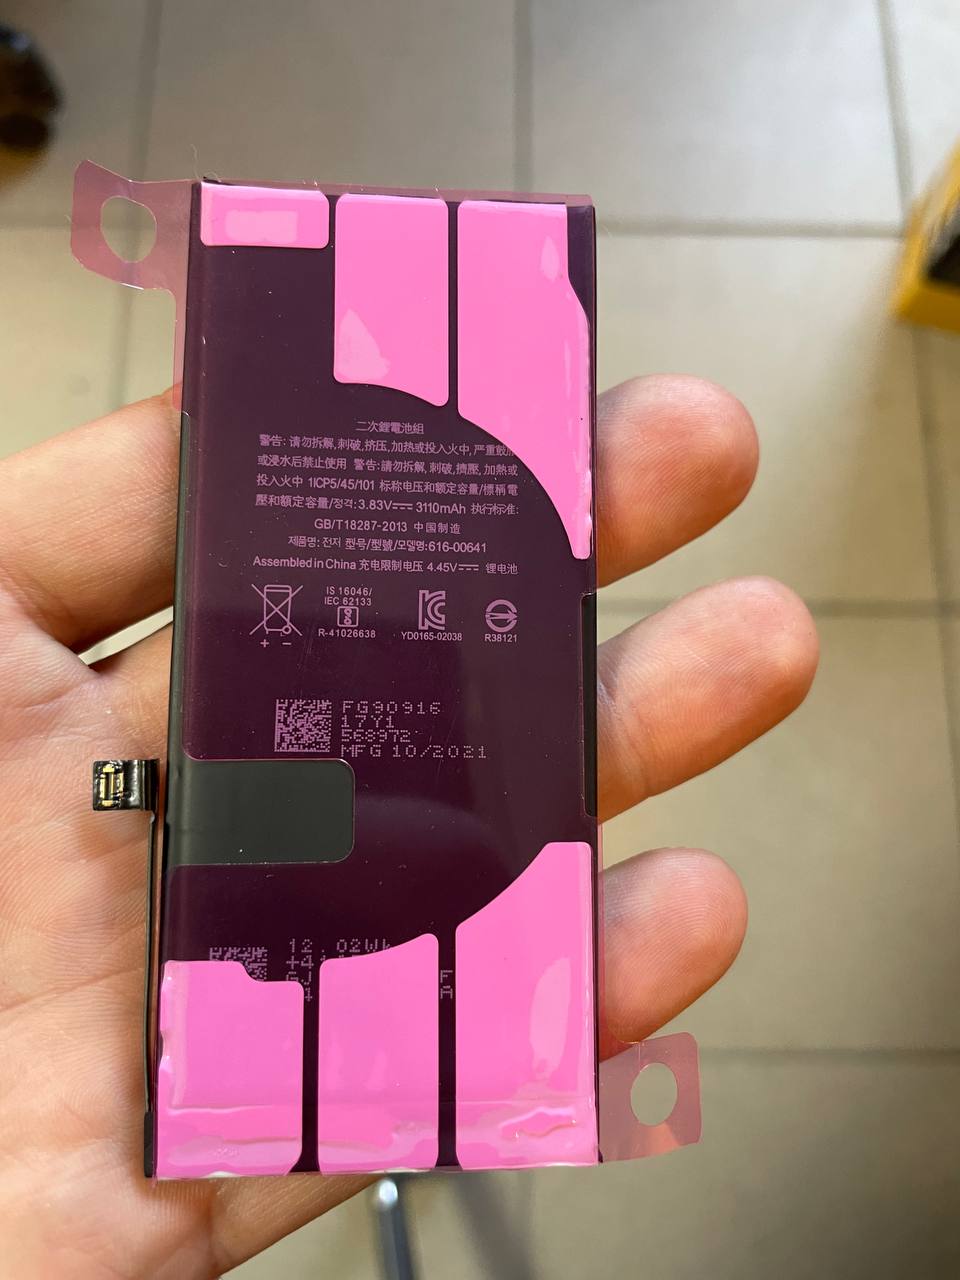 二次鋰電池組
警告: 请勿拆解, 刺破, 挤压, 加热或投入火中, 严重鼓胀
或浸水后禁止使用 警告: 請勿拆解, 刺破, 擠壓, 加熱或
投入火中 1ICP5/45/101 标称电压和额定容量/標稱電
壓和額定容量/정격: 3.83V⎓ 3110mAh 执行标准:
GB/T18287-2013 中国制造
제품명: 전지 型号/型號/모델명: 616-00641
Assembled in China 充电限制电压 4.45V⎓ 锂电池
IS 16046/
IEC 62133
R-41026638
YD0165-02038
R38121
+ −
FG90916
17Y1
568972
MFG 10/2021
12.02Wh
F
A